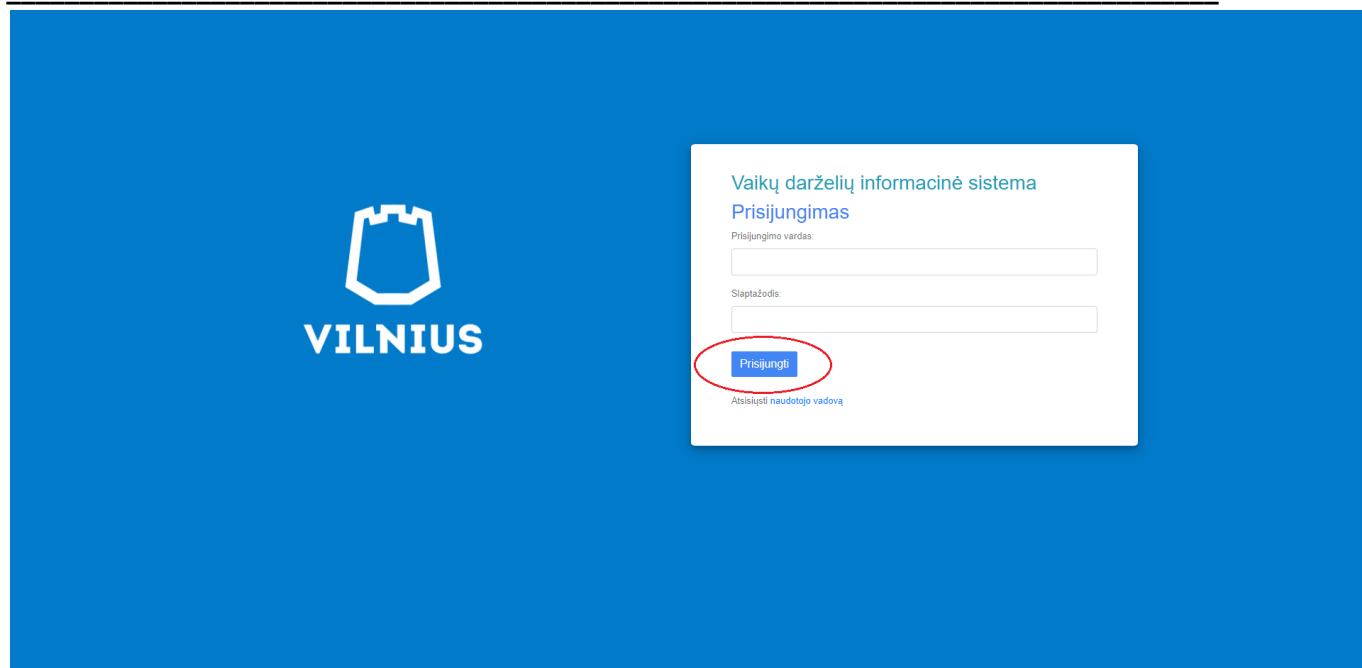 VILNIUS
Vaikų darželių informacinė sistema
Prisijungimas
Prisijungimo vardas:
Slaptažodis:
Prisijungti
Atsisiųsti naudotojo vadovą